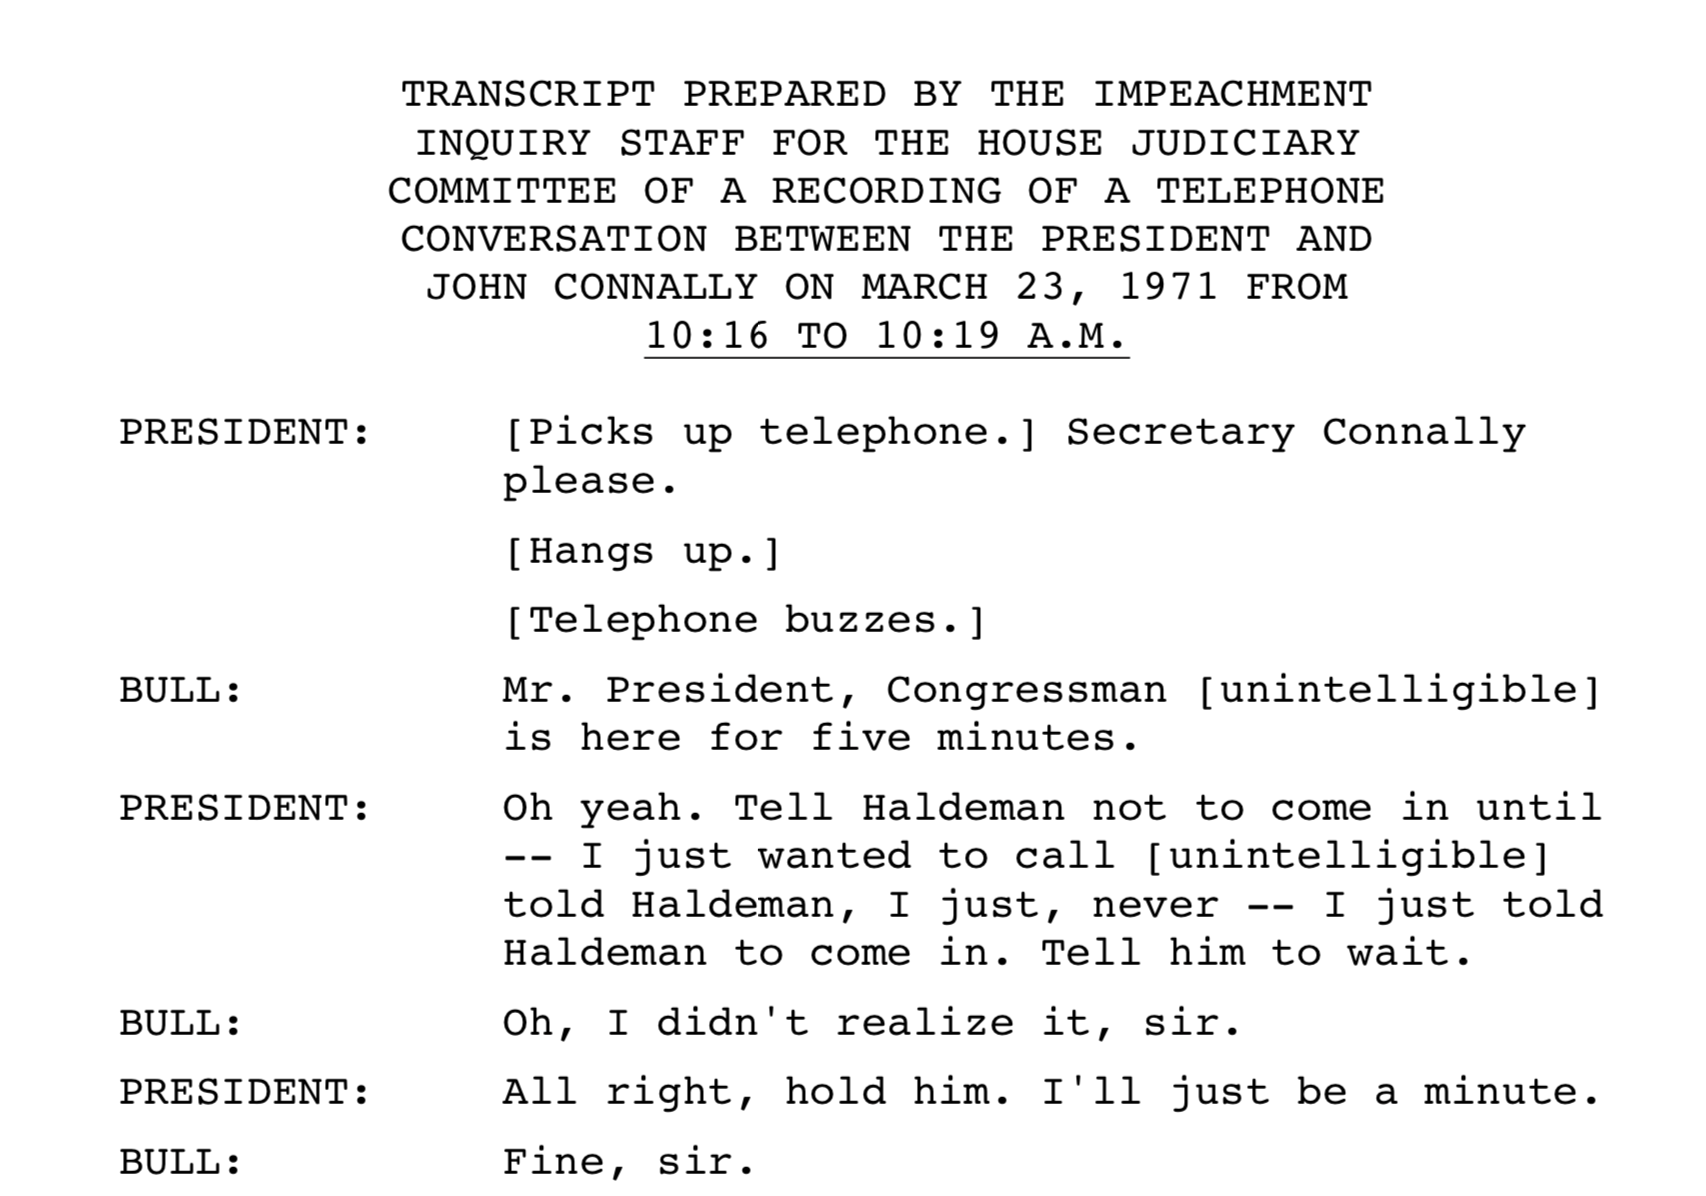 TRANSCRIPT PREPARED BY THE IMPEACHMENT
INQUIRY STAFF FOR THE HOUSE JUDICIARY
COMMITTEE OF A RECORDING OF A TELEPHONE
CONVERSATION BETWEEN THE PRESIDENT AND
JOHN CONNALLY ON MARCH 23, 1971 FROM
10:16 TO 10:19 A.M.
PRESIDENT: [Picks up telephone.] Secretary Connally
please.
[Hangs up.]
[Telephone buzzes.]
BULL: Mr. President, Congressman [unintelligible]
is here for five minutes.
PRESIDENT: Oh yeah. Tell Haldeman not to come in until
-- I just wanted to call [unintelligible]
told Haldeman, I just, never -- I just told
Haldeman to come in. Tell him to wait.
BULL: Oh, I didn't realize it, sir.
PRESIDENT: All right, hold him. I'll just be a minute.
BULL: Fine, sir.